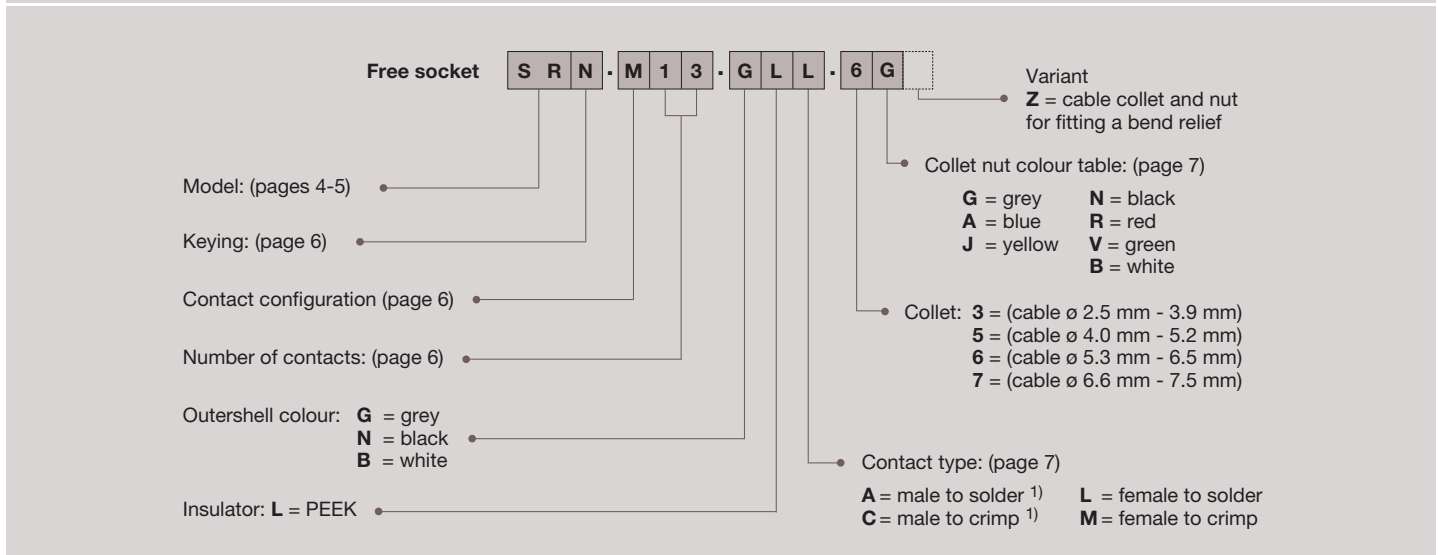 Free socket S R N . M 1 3 . G L L . 6 G
Variant
Z = cable collet and nut
for fitting a bend relief
Collet nut colour table: (page 7)
G = grey N = black
A = blue R = red
J = yellow V = green
B = white
Model: (pages 4-5)
Keying: (page 6)
Contact configuration (page 6)
Collet: 3 = (cable ø 2.5 mm - 3.9 mm)
5 = (cable ø 4.0 mm - 5.2 mm)
6 = (cable ø 5.3 mm - 6.5 mm)
7 = (cable ø 6.6 mm - 7.5 mm)
Number of contacts: (page 6)
Outershell colour: G = grey
N = black
B = white
Contact type: (page 7)
A = male to solder 1) L = female to solder
C = male to crimp 1) M = female to crimp
Insulator: L = PEEK